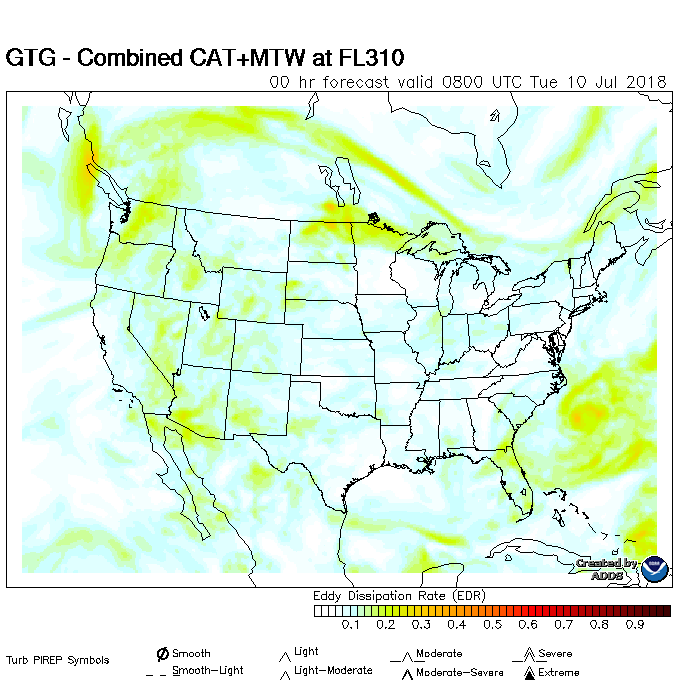 GTG - Combined CAT+MTW at FL310
00 hr forecast valid 0800 UTC Tue 10 Jul 2018
Created by
ADDS
Eddy Dissipation Rate (EDR)
0.1 0.2 0.3 0.4 0.5 0.6 0.7 0.8 0.9
Turb PIREP Symbols
Smooth Light Moderate Severe
Smooth-Light Light-Moderate Moderate-Severe Extreme